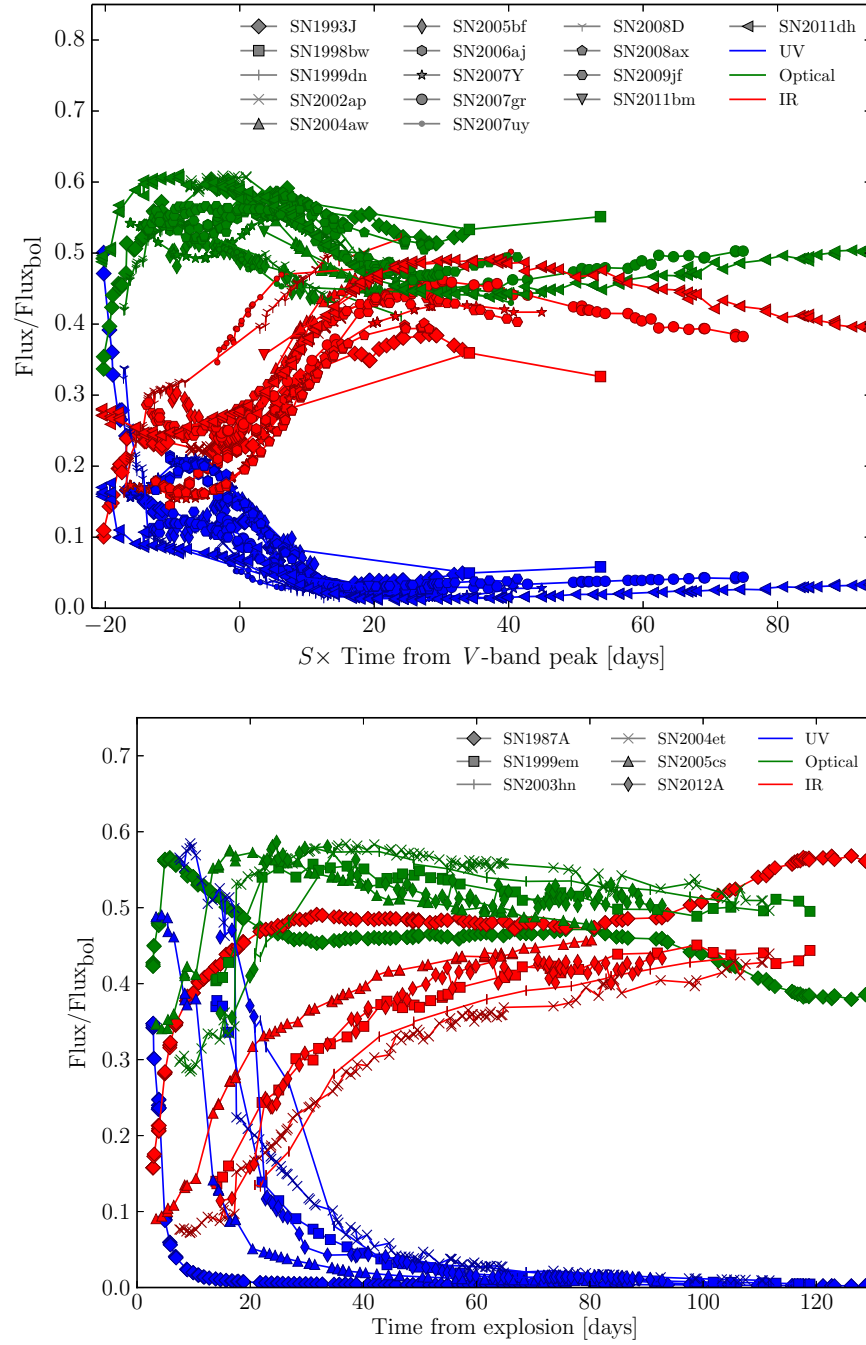 0.8
SN1993J SN2005bf SN2008D SN2011dh
SN1998bw SN2006aj SN2008ax UV
SN1999dn SN2007Y SN2009jf Optical
SN2002ap SN2007gr SN2011bm IR
SN2004aw SN2007uy
0.7
0.6
0.5
0.4
0.3
0.2
0.1
0.0
Flux/Flux_bol
−20 0 20 40 60 80
S× Time from V-band peak [days]
0.7
SN1987A SN2004et UV
SN1999em SN2005cs Optical
SN2003hn SN2012A IR
0.6
0.5
0.4
0.3
0.2
0.1
0.0
Flux/Flux_bol
0 20 40 60 80 100 120
Time from explosion [days]